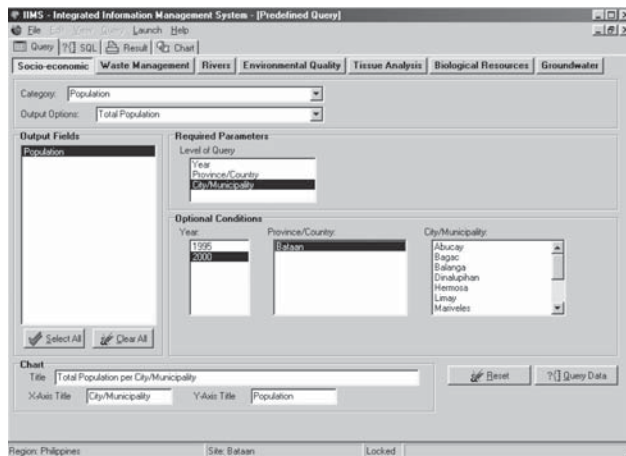 IIMS - Integrated Information Management System - [Predefined Query]
File Edit View Query Launch Help
Query ?{} SQL Result Chart
Socio-economic Waste Management Rivers Environmental Quality Tissue Analysis Biological Resources Groundwater
Category: Population
Output Options: Total Population
Output Fields
Population
Select All Clear All
Required Parameters
Level of Query
Year
Province/Country
City/Municipality
Optional Conditions
Year:
1995
2000
Province/Country:
Bataan
City/Municipality:
Abucay
Bagac
Balanga
Dinalupihan
Hermosa
Limay
Mariveles
Chart
Title Total Population per City/Municipality
X-Axis Title City/Municipality Y-Axis Title Population
Reset ?{} Query Data
Region: Philippines Site: Bataan Locked